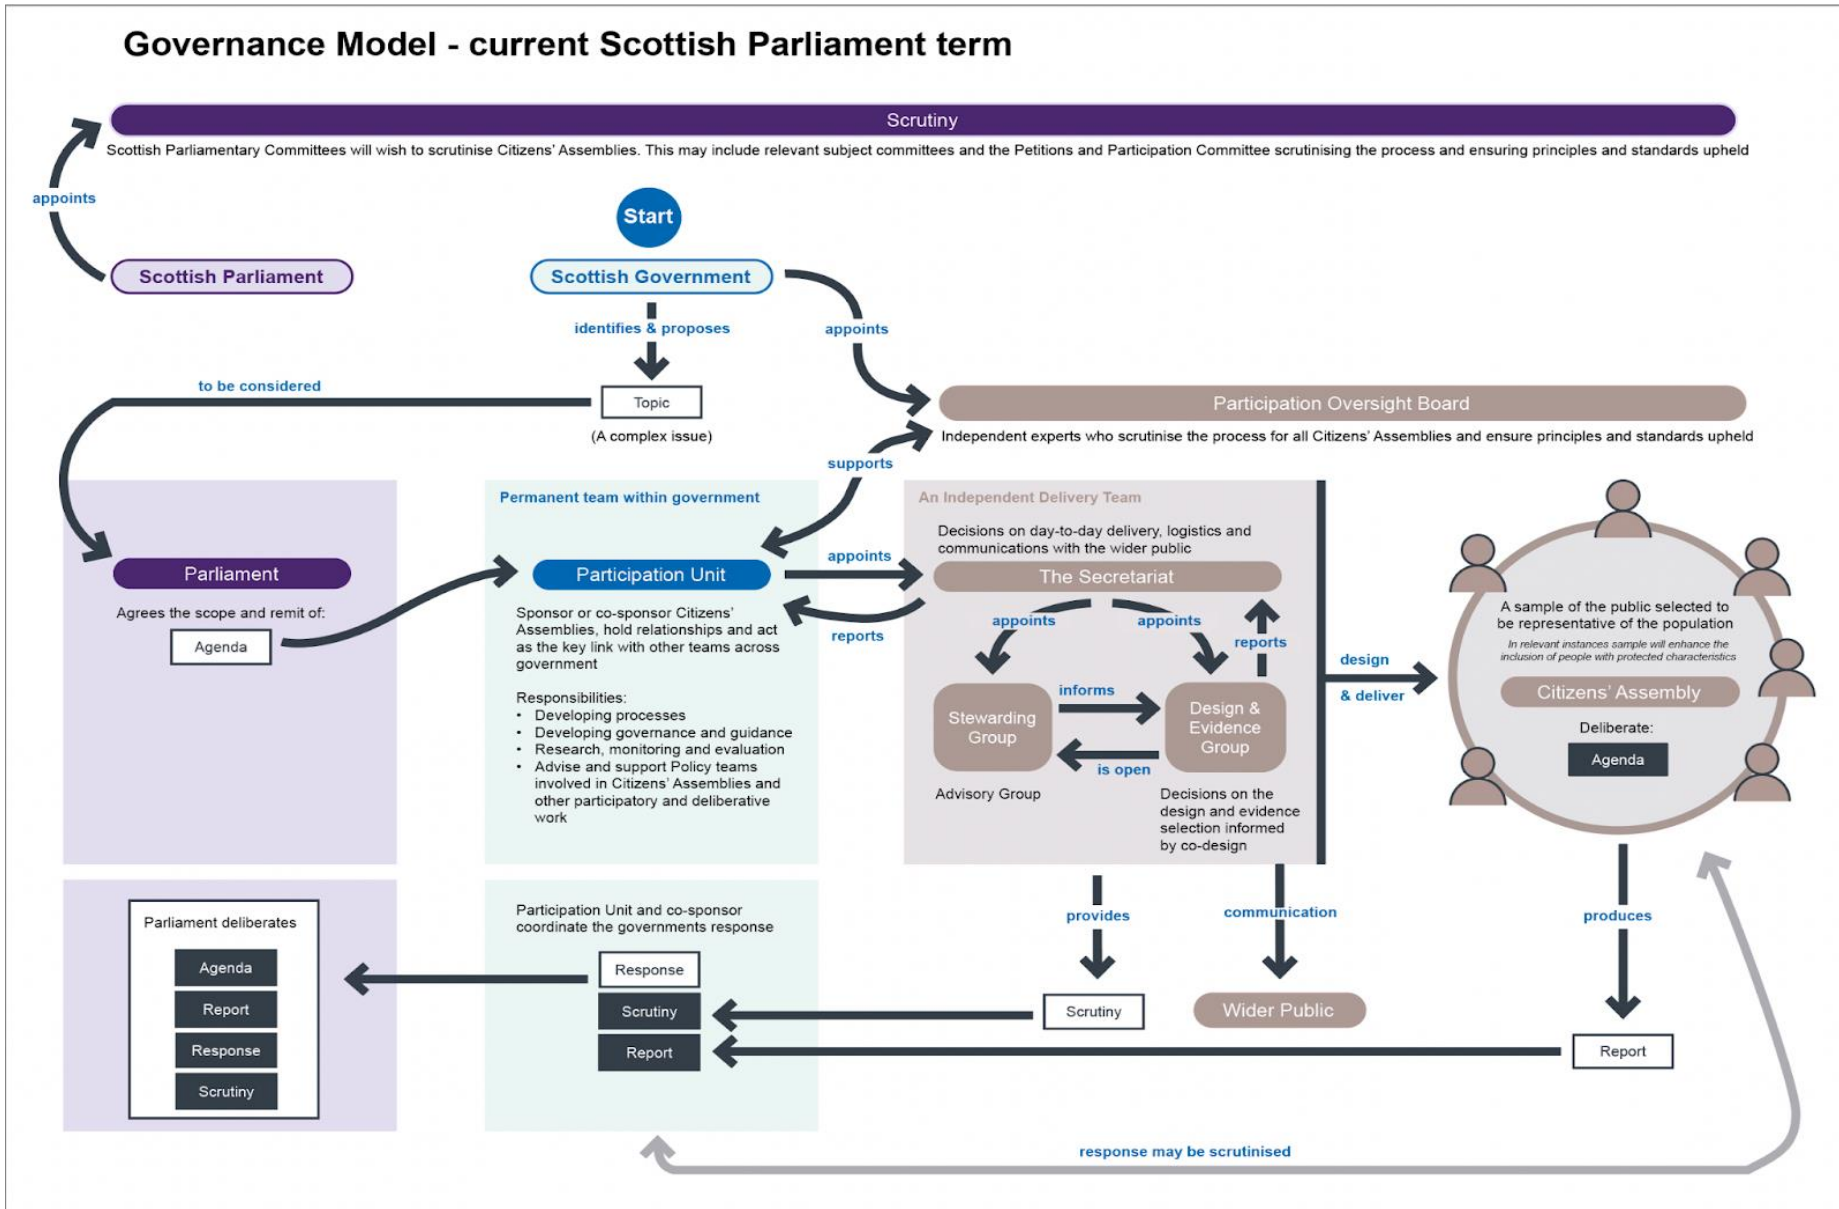 Governance Model - current Scottish Parliament term
Scrutiny
Scottish Parliamentary Committees will wish to scrutinise Citizens' Assemblies. This may include relevant subject committees and the Petitions and Participation Committee scrutinising the process and ensuring principles and standards upheld
appoints
Start
Scottish Parliament
Scottish Government
identifies & proposes
appoints
to be considered
Topic
(A complex issue)
Participation Oversight Board
Independent experts who scrutinise the process for all Citizens' Assemblies and ensure principles and standards upheld
supports
Parliament
Agrees the scope and remit of:
Agenda
Permanent team within government
Participation Unit
Sponsor or co-sponsor Citizens'
Assemblies, hold relationships and act
as the key link with other teams across
government
Responsibilities:
• Developing processes
• Developing governance and guidance
• Research, monitoring and evaluation
• Advise and support Policy teams
involved in Citizens' Assemblies and
other participatory and deliberative
work
appoints
reports
An Independent Delivery Team
Decisions on day-to-day delivery, logistics and
communications with the wider public
The Secretariat
appoints
appoints
reports
Stewarding
Group
informs
is open
Design &
Evidence
Group
Advisory Group
Decisions on the
design and evidence
selection informed
by co-design
design
& deliver
A sample of the public selected to
be representative of the population
In relevant instances sample will enhance the
inclusion of people with protected characteristics
Citizens' Assembly
Deliberate:
Agenda
Parliament deliberates
Agenda
Report
Response
Scrutiny
Participation Unit and co-sponsor
coordinate the governments response
Response
Scrutiny
Report
provides
Scrutiny
communication
Wider Public
produces
Report
response may be scrutinised